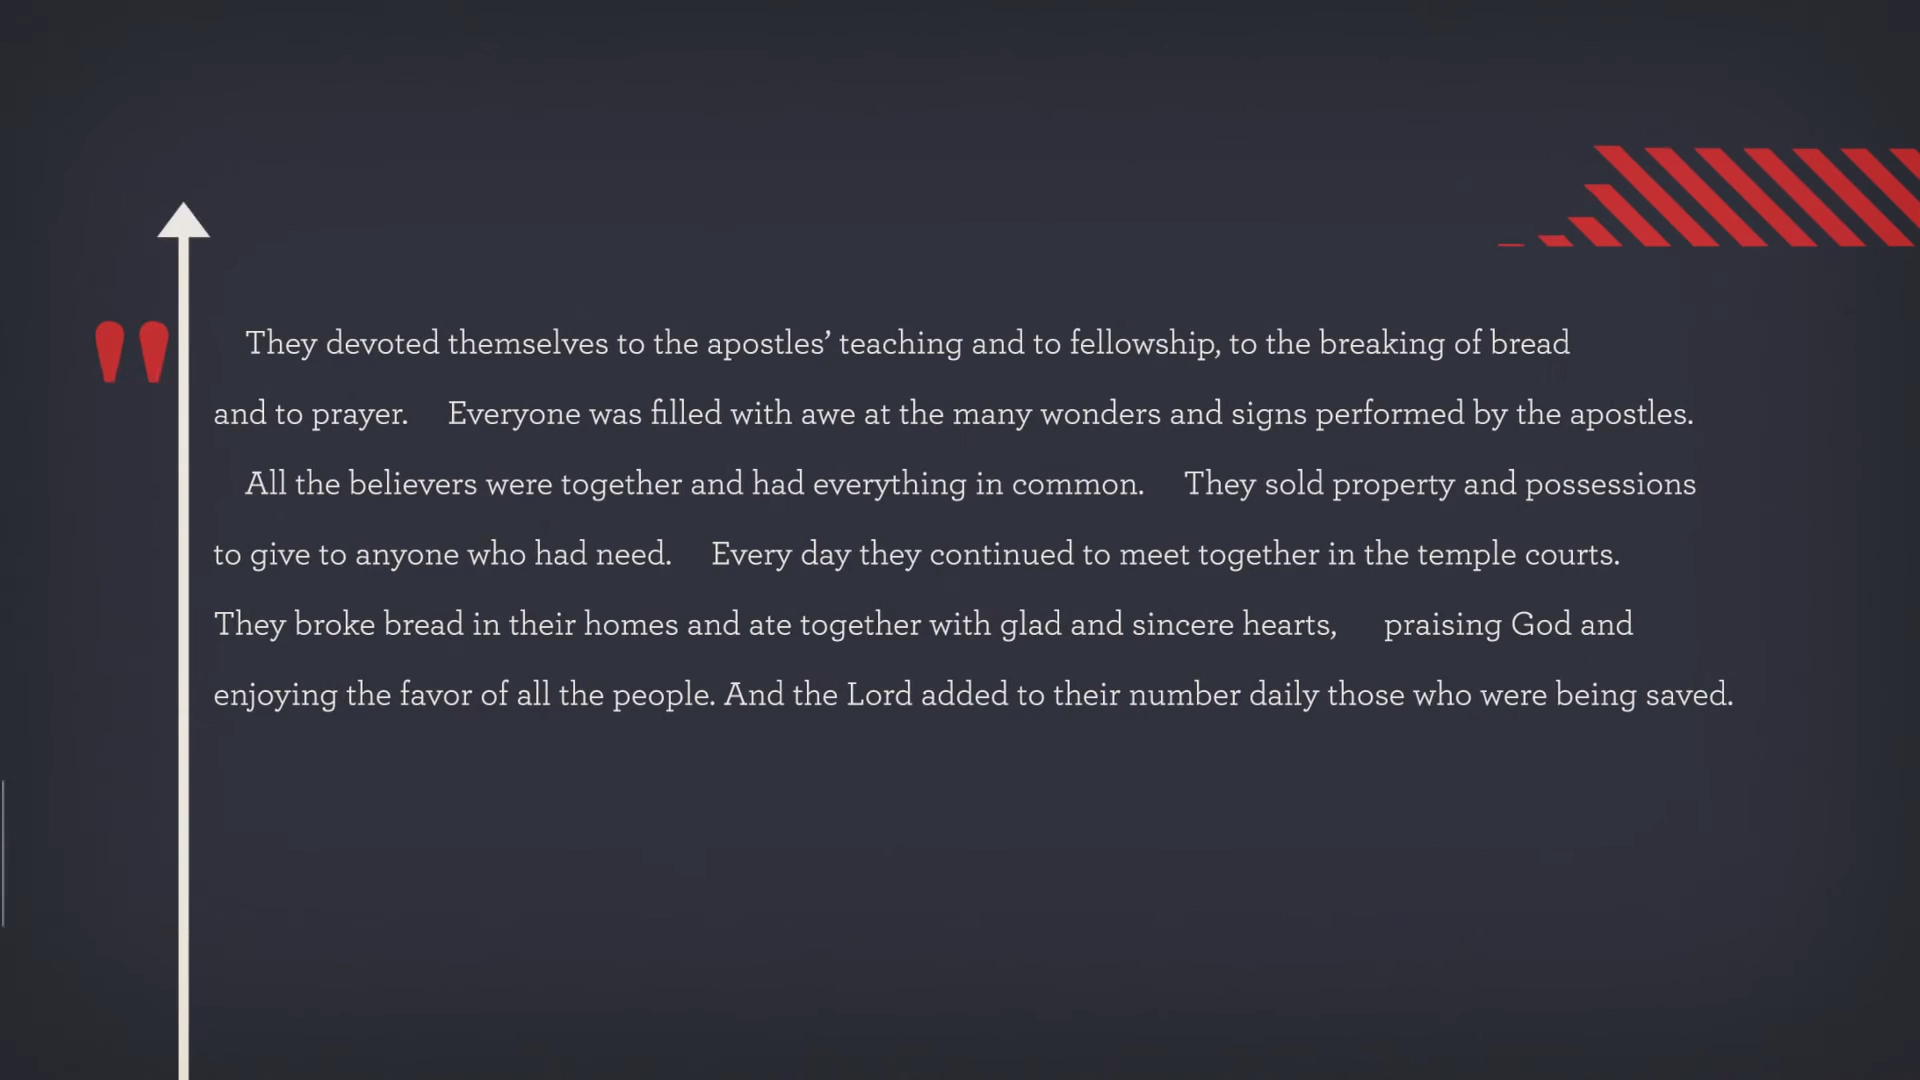 "
They devoted themselves to the apostles’ teaching and to fellowship, to the breaking of bread
and to prayer. Everyone was filled with awe at the many wonders and signs performed by the apostles.
All the believers were together and had everything in common. They sold property and possessions
to give to anyone who had need. Every day they continued to meet together in the temple courts.
They broke bread in their homes and ate together with glad and sincere hearts, praising God and
enjoying the favor of all the people. And the Lord added to their number daily those who were being saved.